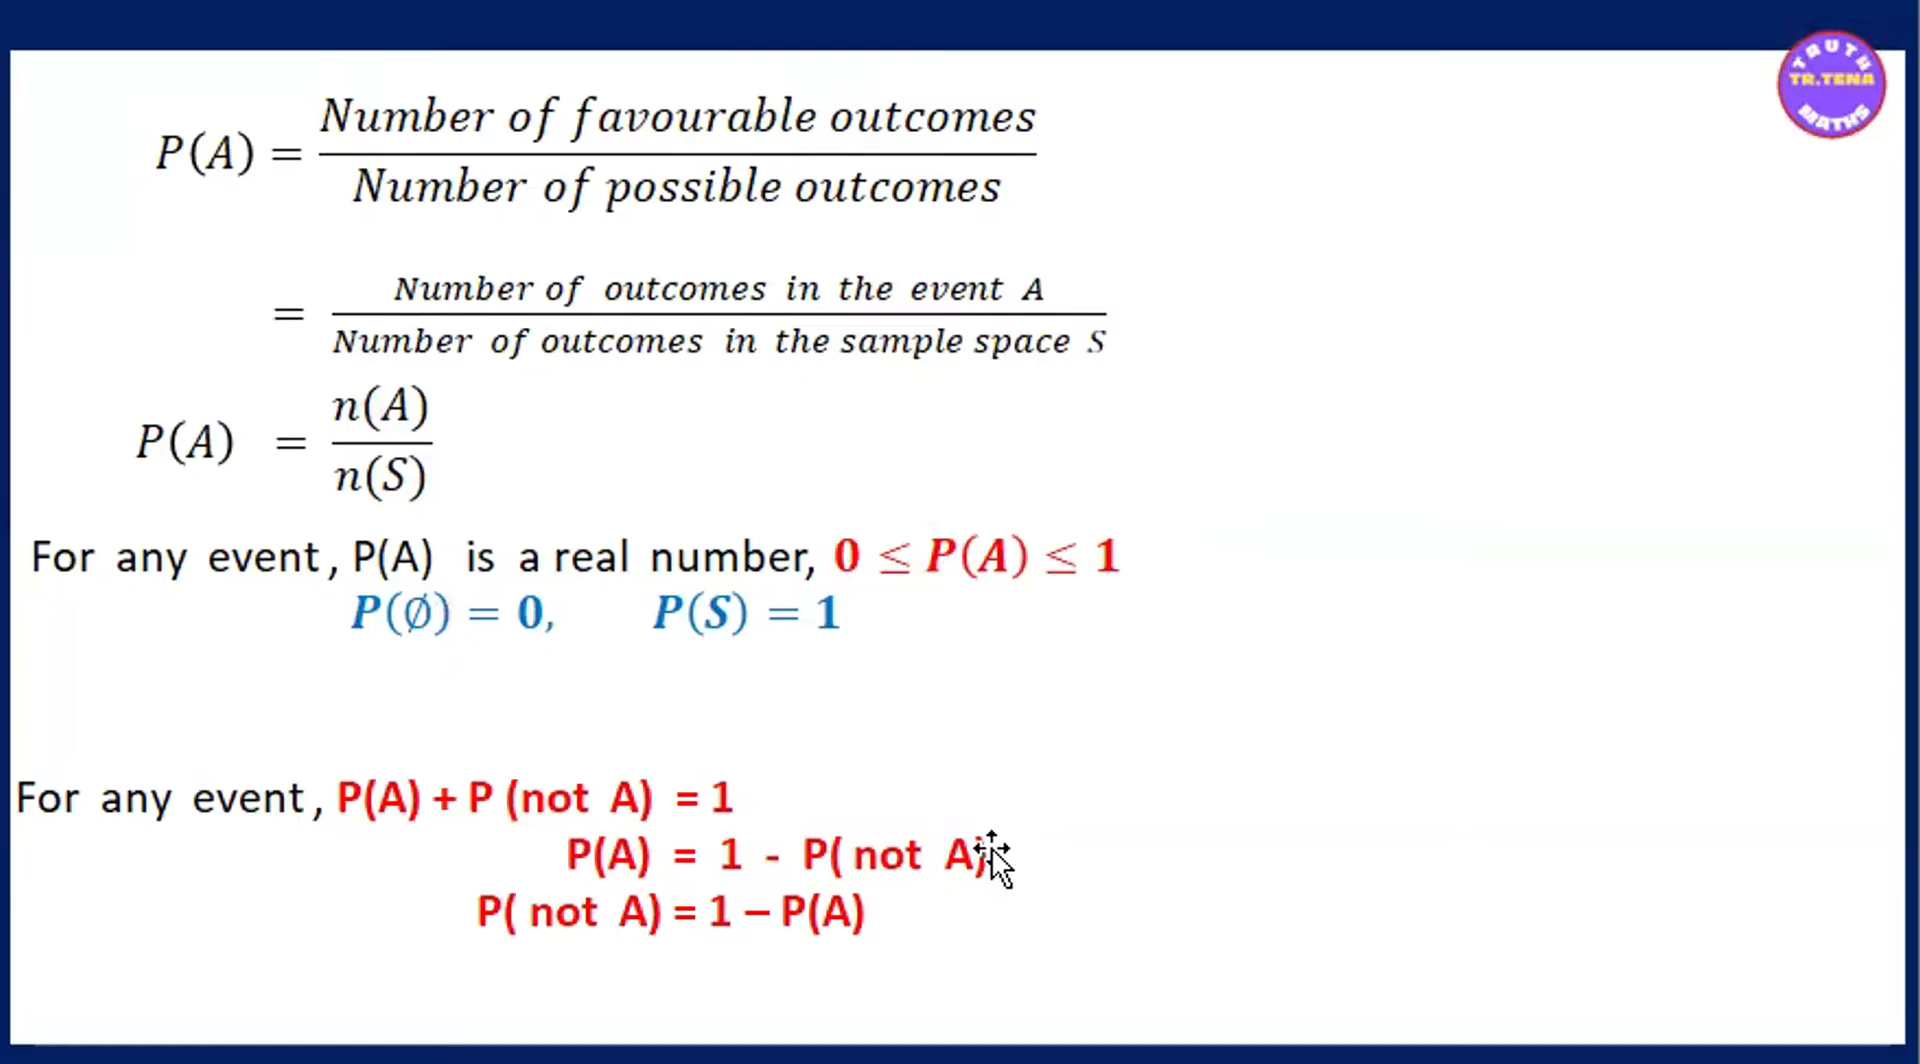 TRUTH
TR.TENA
MATHS
P(A) = Number of favourable outcomes / Number of possible outcomes
= Number of outcomes in the event A / Number of outcomes in the sample space S
P(A) = n(A) / n(S)
For any event, P(A) is a real number, 0 ≤ P(A) ≤ 1
P(∅) = 0, P(S) = 1
For any event, P(A) + P (not A) = 1
P(A) = 1 - P( not A)
P( not A) = 1 – P(A)